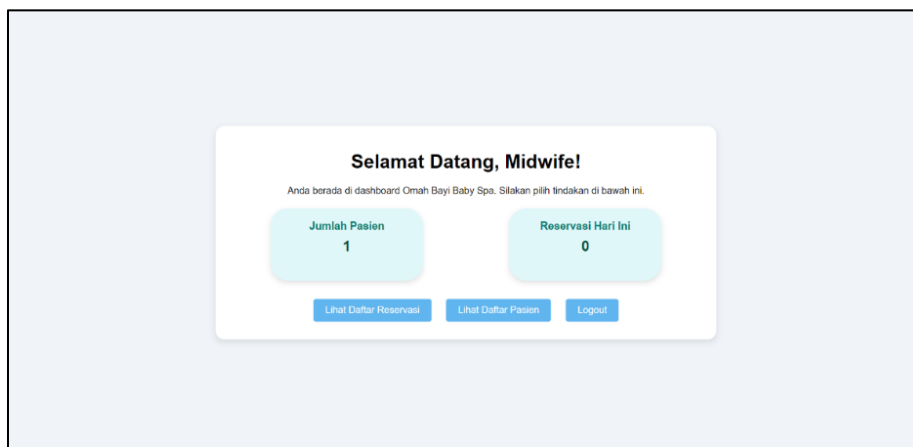 Selamat Datang, Midwife!
Anda berada di dashboard Omah Bayi Baby Spa. Silakan pilih tindakan di bawah ini.
Jumlah Pasien
1
Reservasi Hari Ini
0
Lihat Daftar Reservasi
Lihat Daftar Pasien
Logout